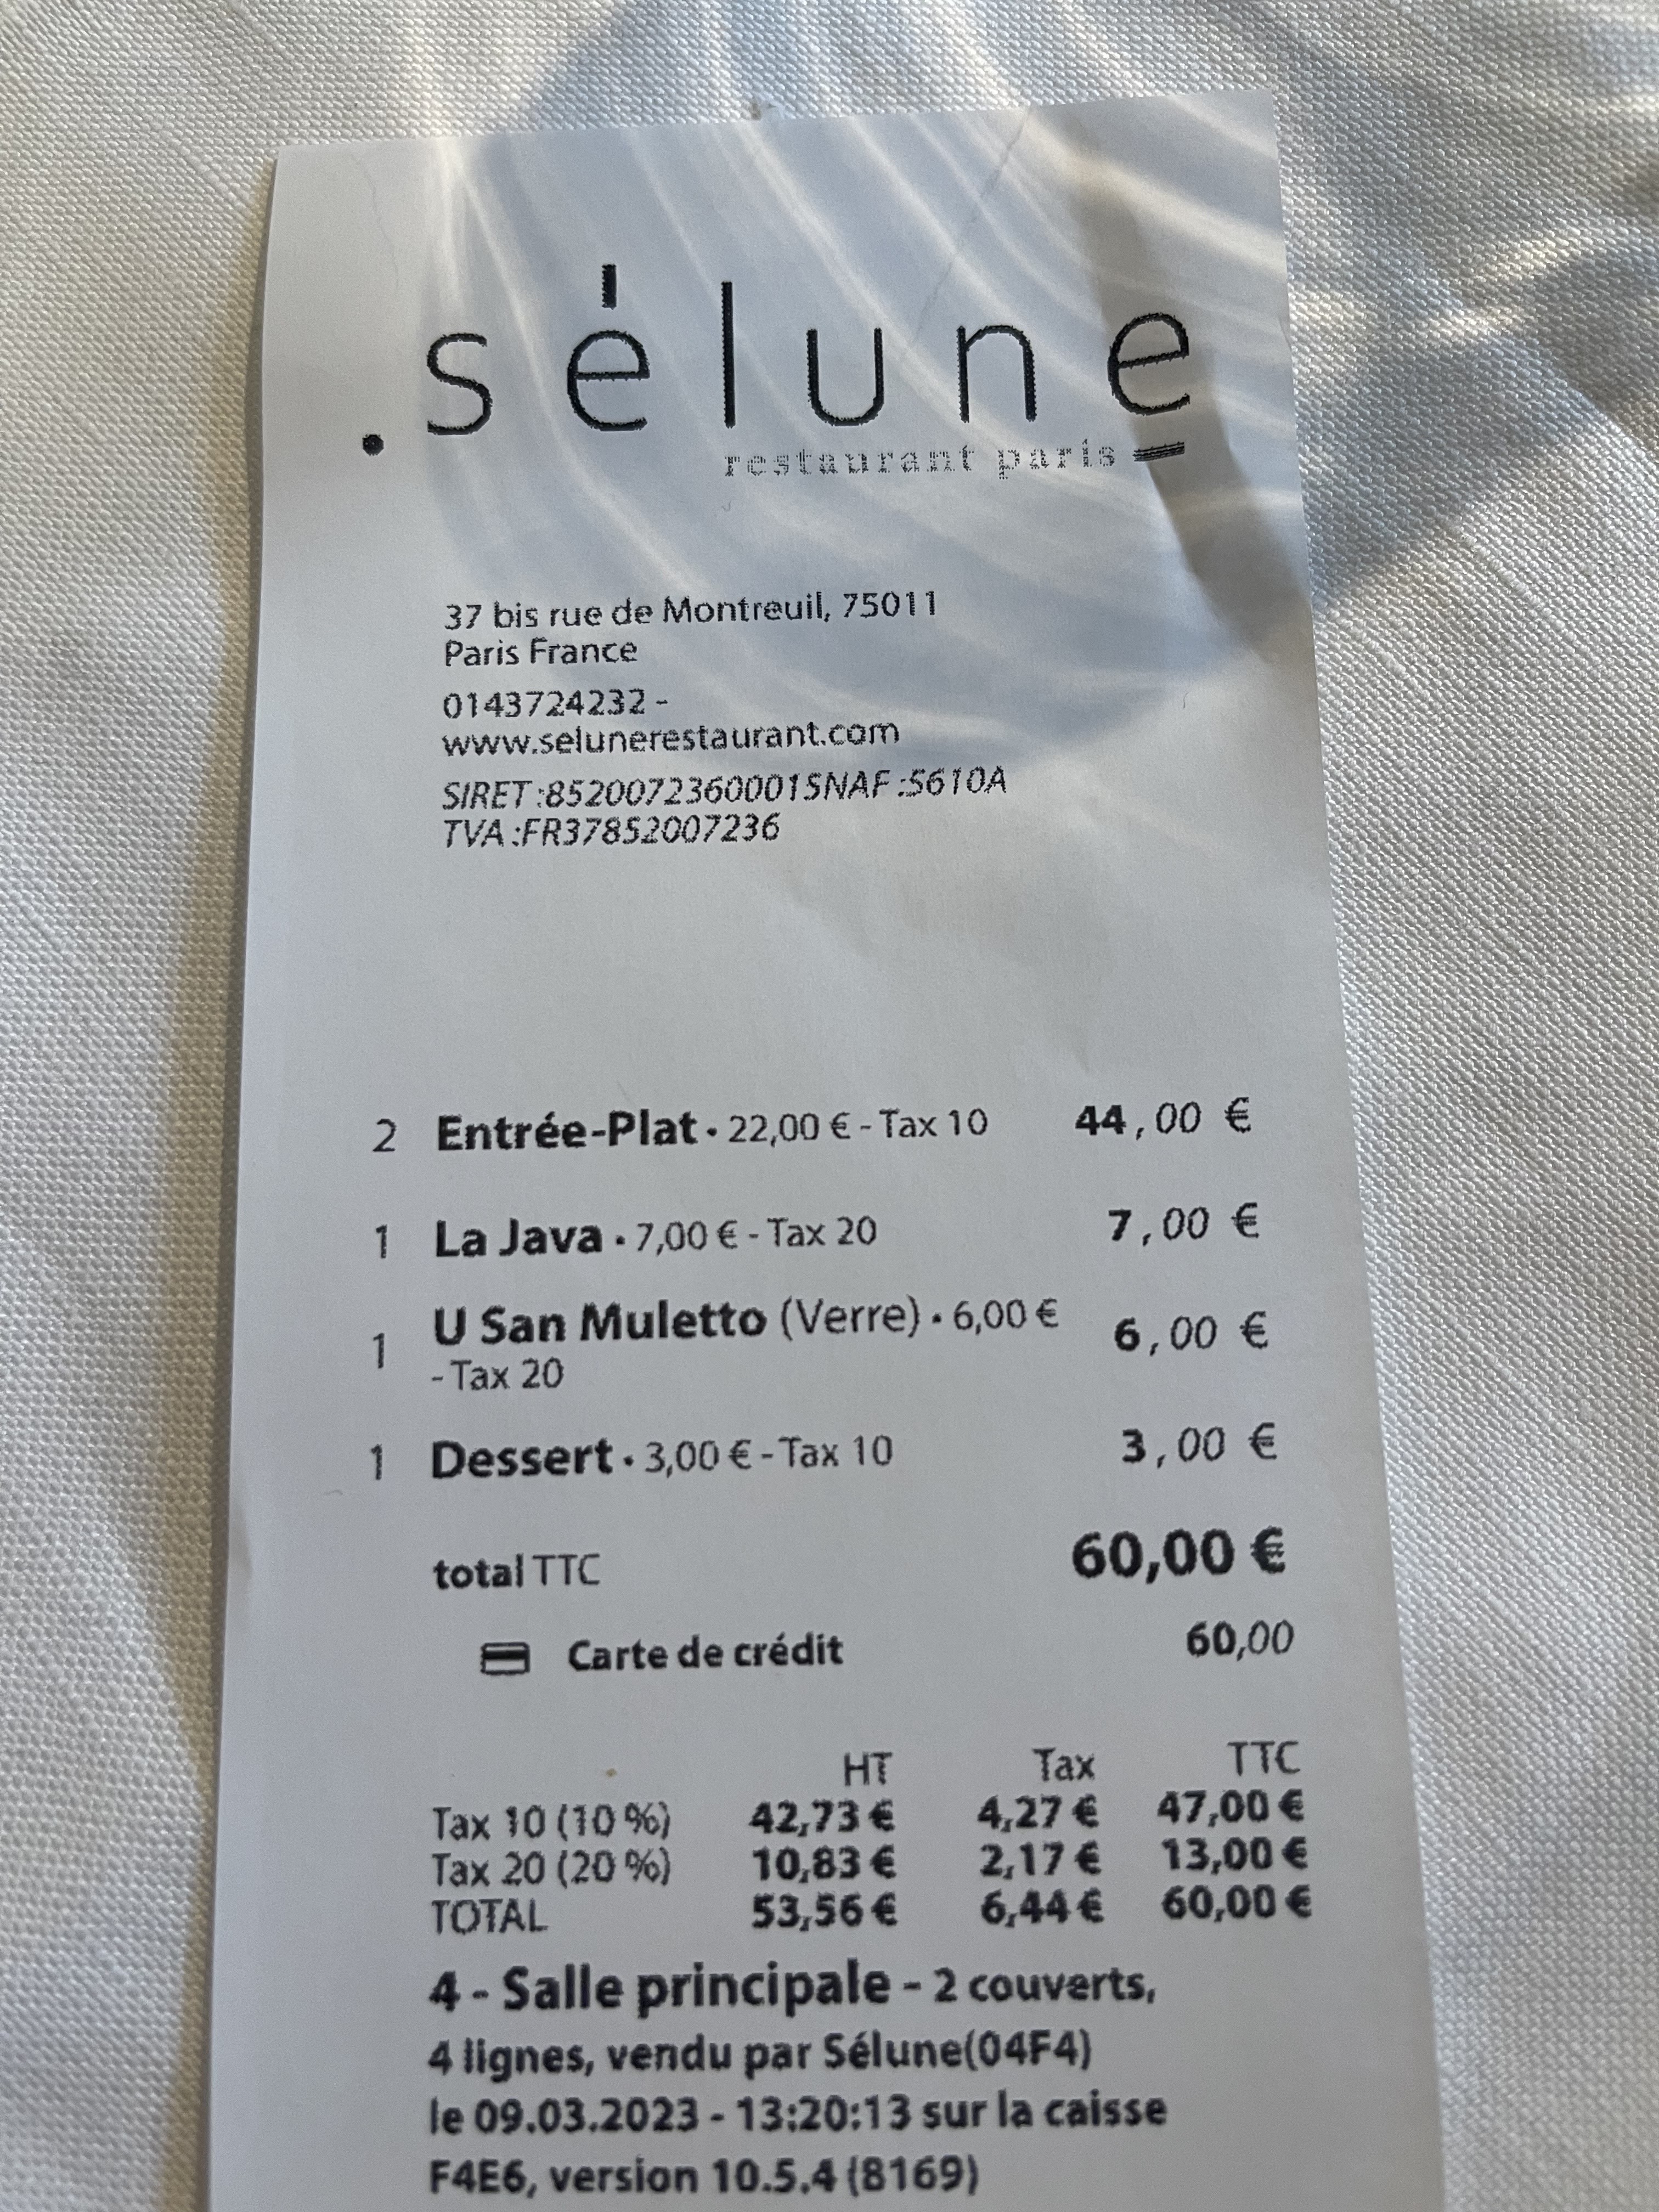 .sélune
restaurant paris
37 bis rue de Montreuil, 75011
Paris France
0143724232 -
www.selunerestaurant.com
SIRET :85200723600015NAF :5610A
TVA :FR37852007236
2 Entrée-Plat • 22,00 € - Tax 10 44,00 €
1 La Java • 7,00 € - Tax 20 7,00 €
1 U San Muletto (Verre) • 6,00 € 6,00 €
- Tax 20
1 Dessert • 3,00 € - Tax 10 3,00 €
total TTC 60,00 €
Carte de crédit 60,00
HT Tax TTC
Tax 10 (10 %) 42,73 € 4,27 € 47,00 €
Tax 20 (20 %) 10,83 € 2,17 € 13,00 €
TOTAL 53,56 € 6,44 € 60,00 €
4 - Salle principale - 2 couverts,
4 lignes, vendu par Sélune(04F4)
le 09.03.2023 - 13:20:13 sur la caisse
F4E6, version 10.5.4 (8169)